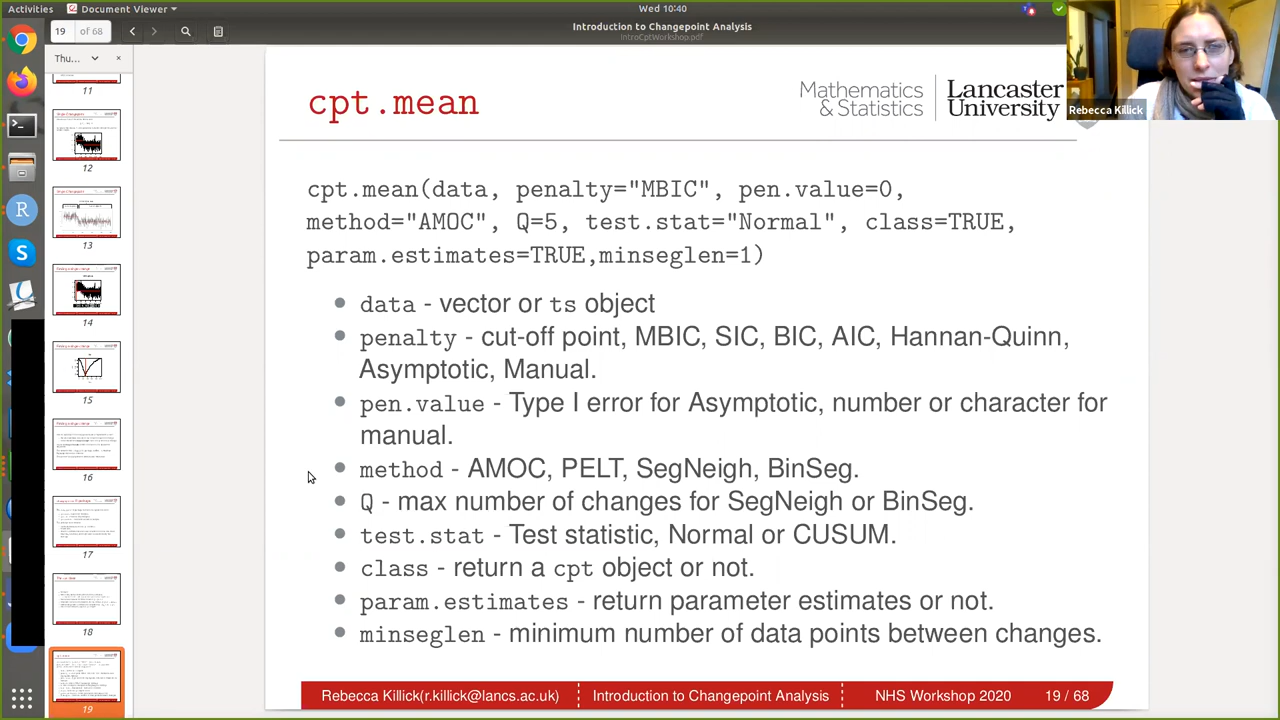 Activities
Document Viewer
Wed 10:40
19
of 68
Introduction to Changepoint Analysis
IntroCptWorkshop.pdf
Thu...
11
12
13
14
15
16
17
18
19
cpt.mean
Mathematics
& Statistics
Lancaster
University
Rebecca Killick
cpt.mean(data, penalty="MBIC", pen.value=0,
method="AMOC", Q=5, test.stat="Normal", class=TRUE,
param.estimates=TRUE,minseglen=1)
data - vector or ts object
penalty - cut-off point, MBIC, SIC, BIC, AIC, Hannan-Quinn,
Asymptotic, Manual.
pen.value - Type I error for Asymptotic, number or character for
manual.
method - AMOC, PELT, SegNeigh, BinSeg.
Q - max number of changes for SegNeigh or BinSeg.
test.stat - Test statistic, Normal or CUSUM.
class - return a cpt object or not.
param.estimates - return parameter estimates or not.
minseglen - minimum number of data points between changes.
Rebecca Killick(r.killick@lancs.ac.uk)
Introduction to Changepoint Analysis
NHS Workshop 2020
19 / 68